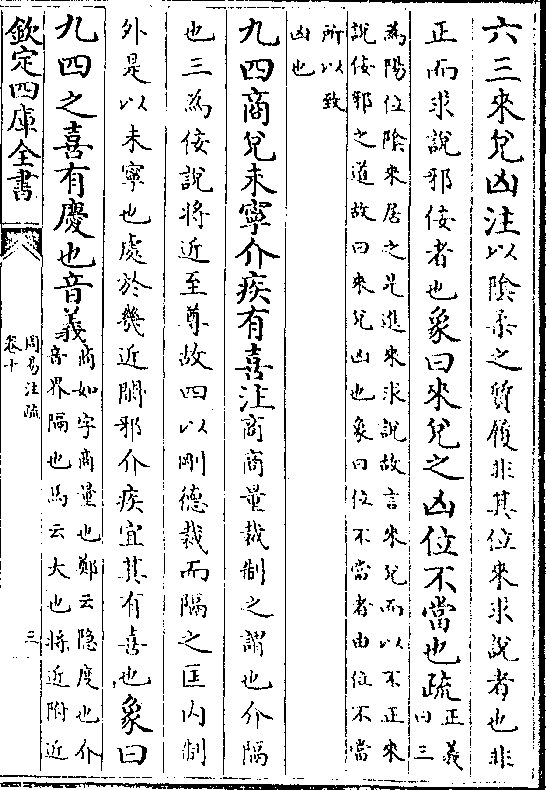 六三來兌凶注以陰柔之質履非其位來求說者也非
正而求說邪佞者也象曰來兌之凶位不當也疏正義
曰三
為陽位陰來居之是進來求說故言來兌而以不正來
說佞邪之道故曰來兌凶也象曰位不當者由位不當
所以致
凶也
九四商兌未寧介疾有喜注商商量裁制之謂也介隔
也三為佞說將近至尊故四以剛德裁而隔之匡內制
外是以未寧也處於幾近閑邪介疾宜其有喜也象曰
九四之喜有慶也音義商如字商量也鄭云隐度也介
音界隔也馬云大也將近附近
欽定四庫全書
周易注疏
卷十
三